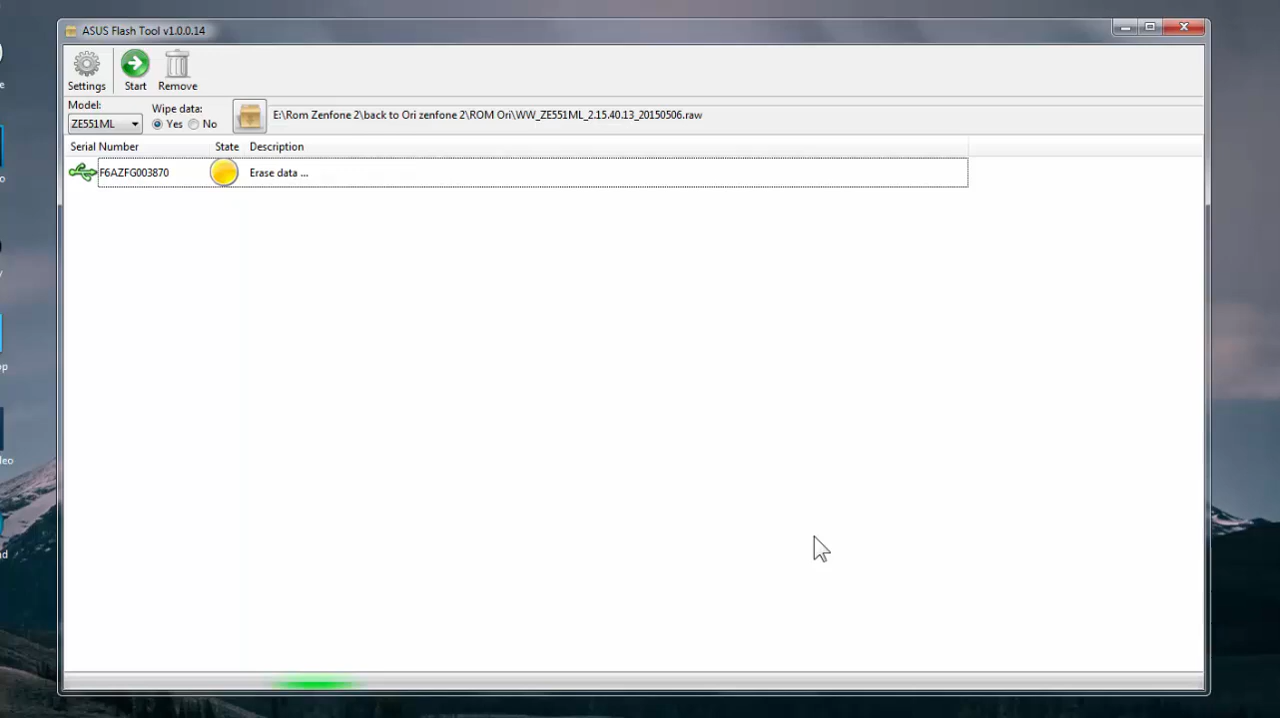 ASUS Flash Tool v1.0.0.14
Settings Start Remove
Model: Wipe data:
ZE551ML Yes No E:\Rom Zenfone 2\back to Ori zenfone 2\ROM Ori\WW_ZE551ML_2.15.40.13_20150506.raw
Serial Number State Description
F6AZFG003870 Erase data ...